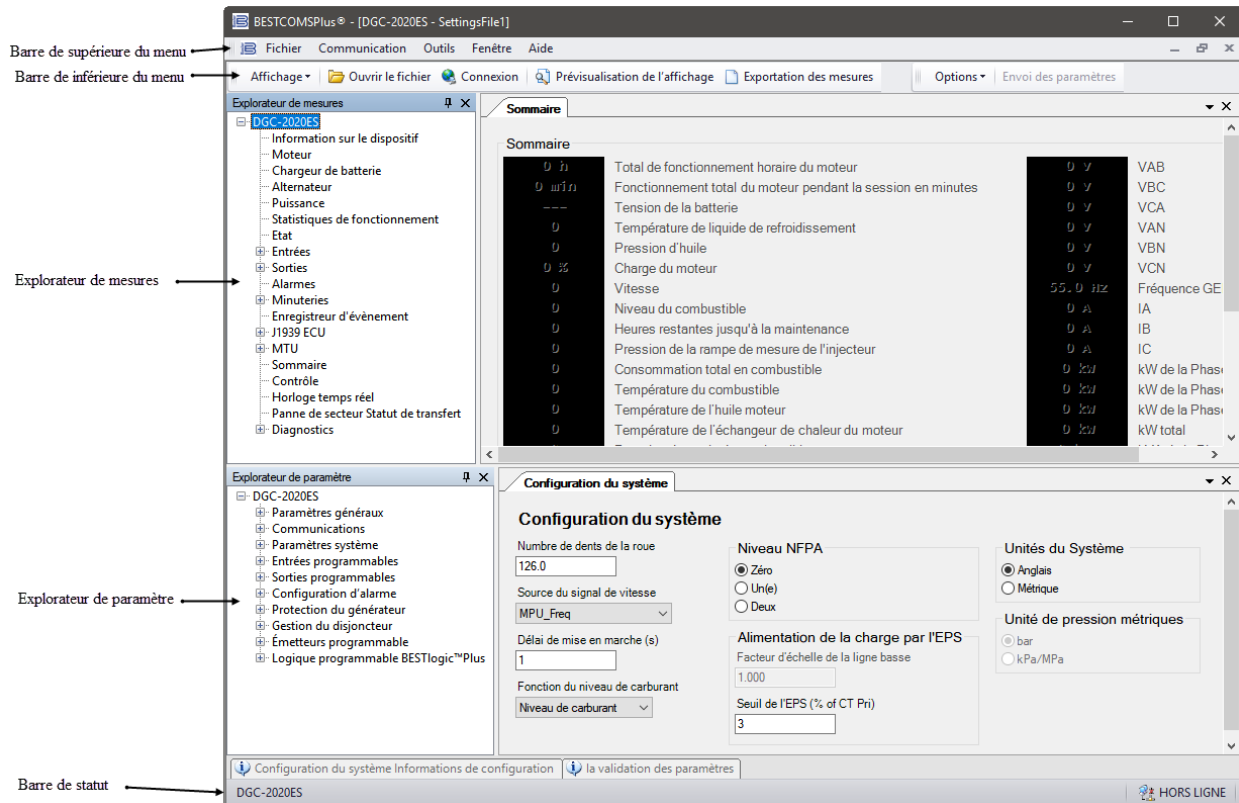 BESTCOMSPlus® - [DGC-2020ES - SettingsFile1]
Barre de supérieure du menu
Fichier Communication Outils Fenêtre Aide
Barre de inférieure du menu
Affichage Ouvrir le fichier Connexion Prévisualisation de l'affichage Exportation des mesures Options Envoi des paramètres
Explorateur de mesures
DGC-2020ES
Information sur le dispositif
Moteur
Chargeur de batterie
Alternateur
Puissance
Statistiques de fonctionnement
Etat
Entrées
Sorties
Alarmes
Minuteries
Enregistreur d'évènement
J1939 ECU
MTU
Sommaire
Contrôle
Horloge temps réel
Panne de secteur Statut de transfert
Diagnostics
Explorateur de mesures
Sommaire
Sommaire
0 h Total de fonctionnement horaire du moteur 0 V VAB
0 min Fonctionnement total du moteur pendant la session en minutes 0 V VBC
--- Tension de la batterie 0 V VCA
0 Température de liquide de refroidissement 0 V VAN
0 Pression d'huile 0 V VBN
0 % Charge du moteur 0 V VCN
0 Vitesse 55.0 Hz Fréquence GE
0 Niveau du combustible 0 A IA
0 Heures restantes jusqu'à la maintenance 0 A IB
0 Pression de la rampe de mesure de l'injecteur 0 A IC
0 Consommation total en combustible 0 kW kW de la Phase
0 Température du combustible 0 kW kW de la Phase
0 Température de l'huile moteur 0 kW kW de la Phase
0 Température de l'échangeur de chaleur du moteur 0 kW kW total
Explorateur de paramètre
DGC-2020ES
Paramètres généraux
Communications
Paramètres système
Entrées programmables
Sorties programmables
Configuration d'alarme
Protection du générateur
Gestion du disjoncteur
Émetteurs programmable
Logique programmable BESTlogic™Plus
Explorateur de paramètre
Configuration du système
Configuration du système
Numbre de dents de la roue
126.0
Source du signal de vitesse
MPU_Freq
Délai de mise en marche (s)
1
Fonction du niveau de carburant
Niveau de carburant
Niveau NFPA
Zéro
Un(e)
Deux
Alimentation de la charge par l'EPS
Facteur d'échelle de la ligne basse
1.000
Seuil de l'EPS (% of CT Pri)
3
Unités du Système
Anglais
Métrique
Unité de pression métriques
bar
kPa/MPa
Configuration du système Informations de configuration la validation des paramètres
Barre de statut
DGC-2020ES HORS LIGNE